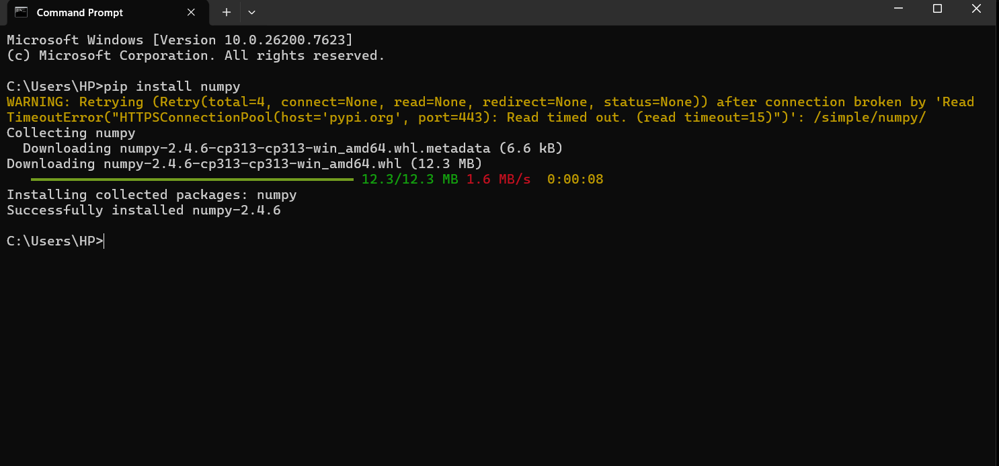 Command Prompt
Microsoft Windows [Version 10.0.26200.7623]
(c) Microsoft Corporation. All rights reserved.
C:\Users\HP>pip install numpy
WARNING: Retrying (Retry(total=4, connect=None, read=None, redirect=None, status=None)) after connection broken by 'Read
TimeoutError("HTTPSConnectionPool(host='pypi.org', port=443): Read timed out. (read timeout=15)")': /simple/numpy/
Collecting numpy
  Downloading numpy-2.4.6-cp313-cp313-win_amd64.whl.metadata (6.6 kB)
Downloading numpy-2.4.6-cp313-cp313-win_amd64.whl (12.3 MB)
12.3/12.3 MB 1.6 MB/s  0:00:08
Installing collected packages: numpy
Successfully installed numpy-2.4.6
C:\Users\HP>